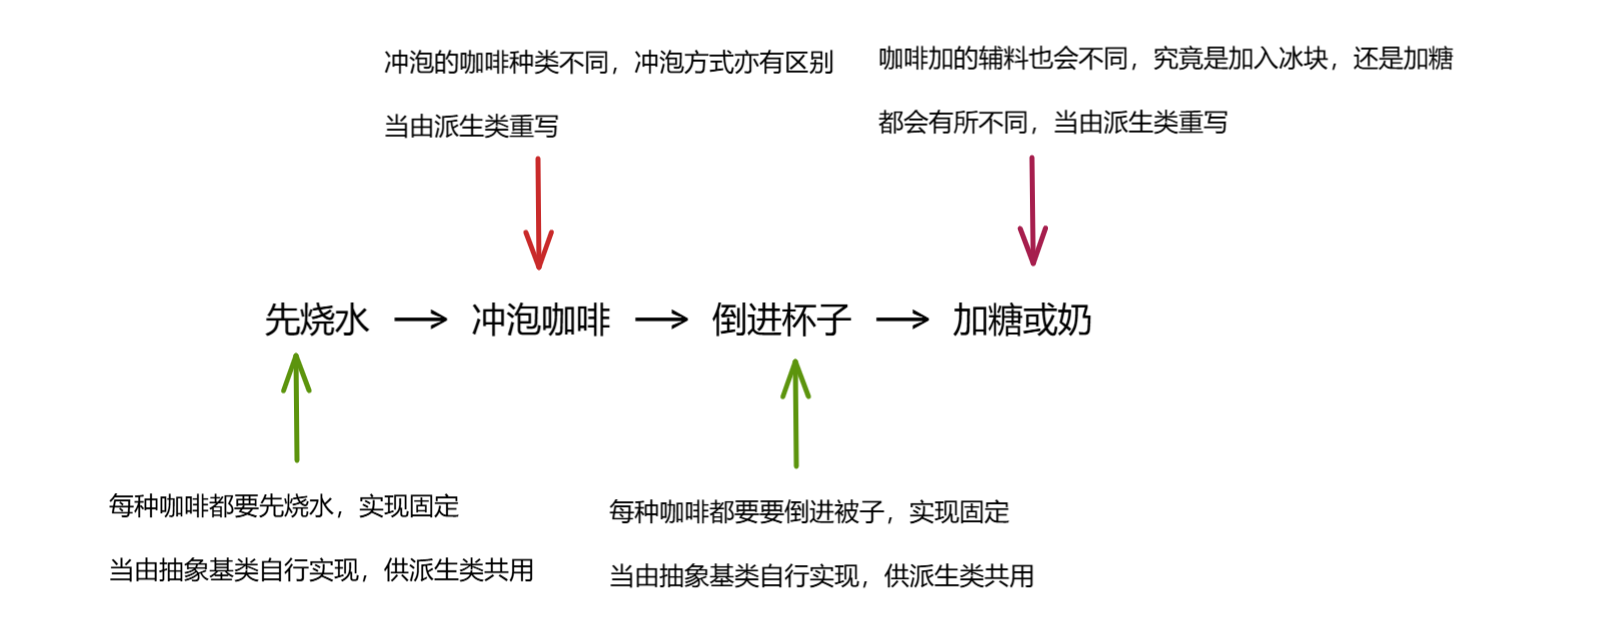 冲泡的咖啡种类不同，冲泡方式亦有区别
当由派生类重写
咖啡加的辅料也会不同，究竟是加入冰块，还是加糖
都会有所不同，当由派生类重写
先烧水 → 冲泡咖啡 → 倒进杯子 → 加糖或奶
每种咖啡都要先烧水，实现固定
当由抽象基类自行实现，供派生类共用
每种咖啡都要要倒进被子，实现固定
当由抽象基类自行实现，供派生类共用